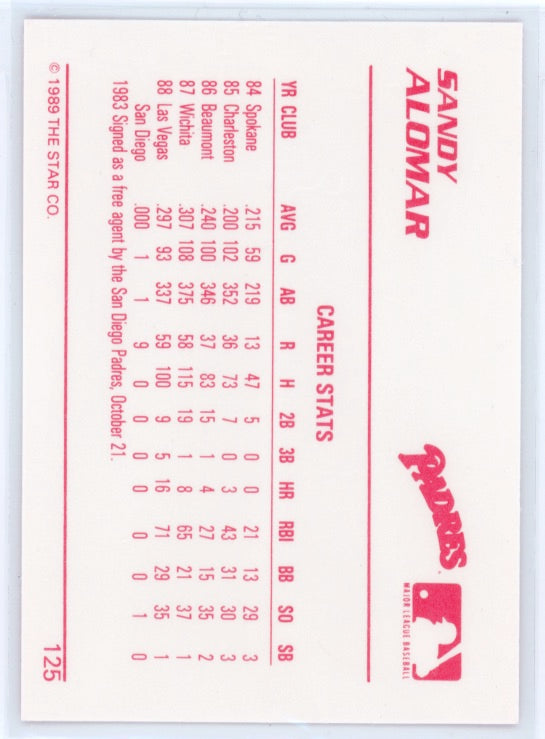 SANDY
ALOMAR
PADRES
MAJOR LEAGUE BASEBALL
CAREER STATS
YR CLUB AVG G AB R H 2B 3B HR RBI BB SO SB
84 Spokane .215 59 219 13 47 5 0 0 21 13 29 3
85 Charleston .200 102 352 36 73 7 0 3 43 31 30 3
86 Beaumont .240 100 346 37 83 15 1 4 27 15 35 2
87 Wichita .307 108 375 58 115 19 1 8 65 21 37 1
88 Las Vegas .297 93 337 59 100 9 5 16 71 29 35 1
San Diego .000 1 1 9 0 0 0 0 0 0 1 0
1983 Signed as a free agent by the San Diego Padres, October 21.
© 1989 THE STAR CO.
125